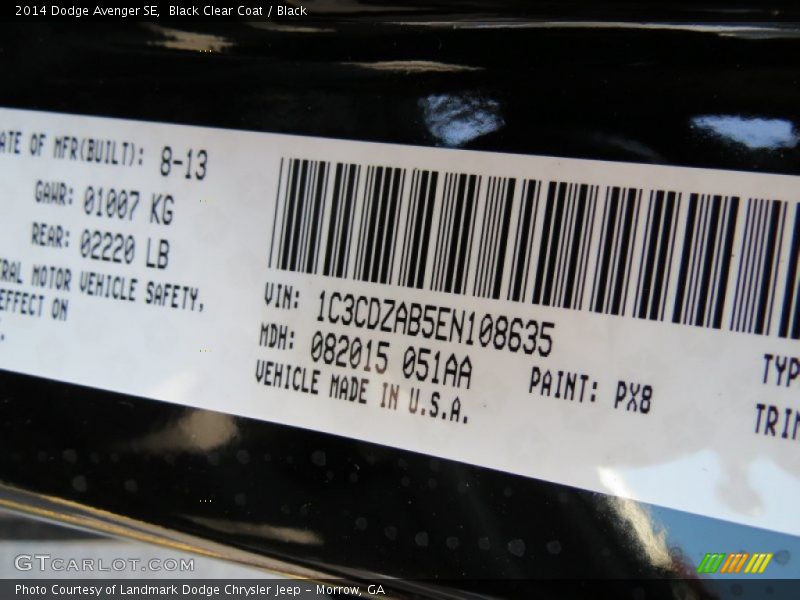 2014 Dodge Avenger SE,  Black Clear Coat / Black
ATE OF MFR(BUILT): 8-13
GAWR: 01007 KG
REAR: 02220 LB
TRAL MOTOR VEHICLE SAFETY,
EFFECT ON
VIN: 1C3CDZAB5EN108635
MDH: 082015 051AA
VEHICLE MADE IN U.S.A.
PAINT: PX8
TYP
TRIM
GTCARLOT.COM
Photo Courtesy of Landmark Dodge Chrysler Jeep - Morrow, GA